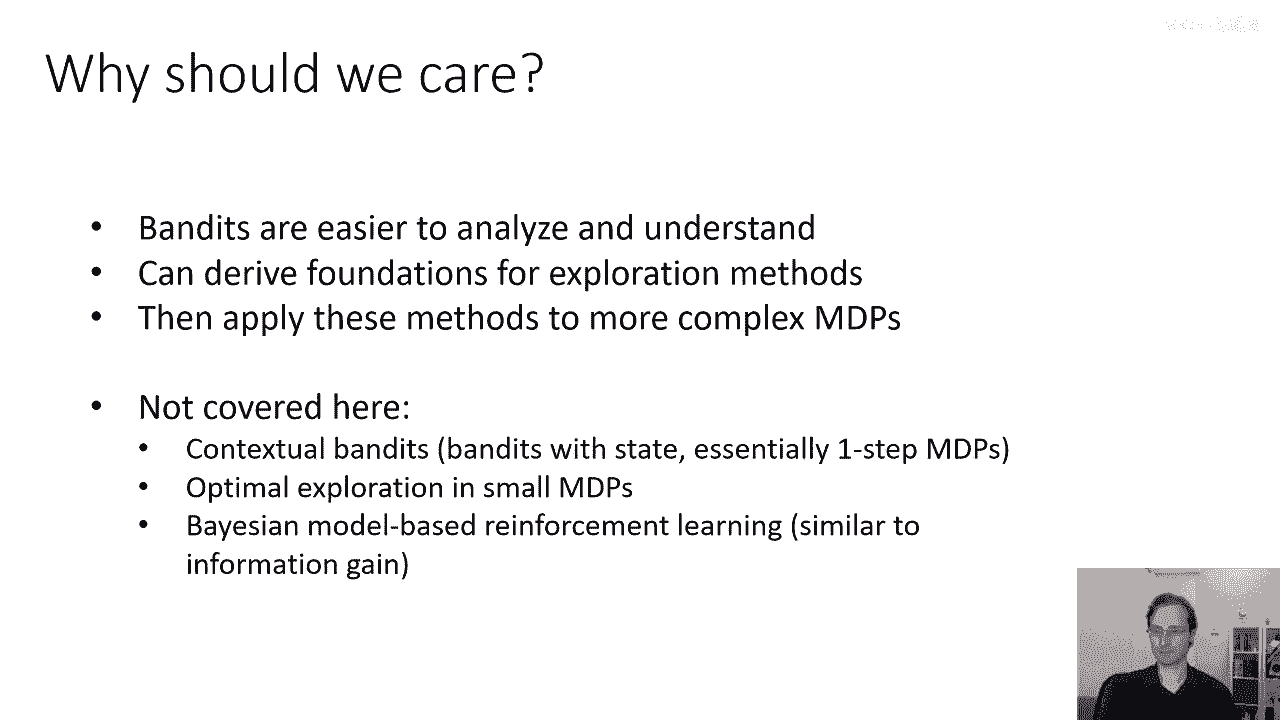 Why should we care?
• Bandits are easier to analyze and understand
• Can derive foundations for exploration methods
• Then apply these methods to more complex MDPs
• Not covered here:
• Contextual bandits (bandits with state, essentially 1-step MDPs)
• Optimal exploration in small MDPs
• Bayesian model-based reinforcement learning (similar to
information gain)